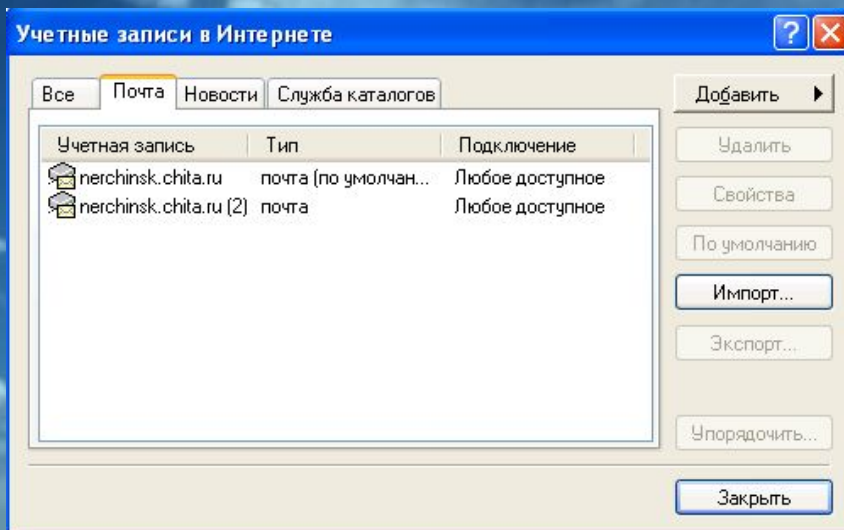 Учетные записи в Интернете
Все Почта Новости Служба каталогов
Учетная запись Тип Подключение
nerchinsk.chita.ru почта (по умолчан... Любое доступное
nerchinsk.chita.ru (2) почта Любое доступное
Добавить
Удалить
Свойства
По умолчанию
Импорт...
Экспорт...
Упорядочить...
Закрыть